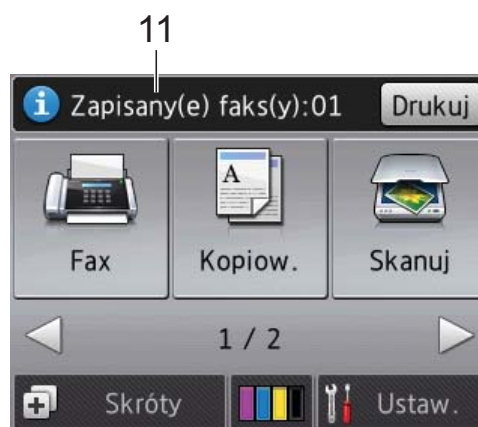 11
Zapisany(e) faks(y):01 Drukuj
A
Fax Kopiow. Skanuj
1 / 2
Skróty Ustaw.